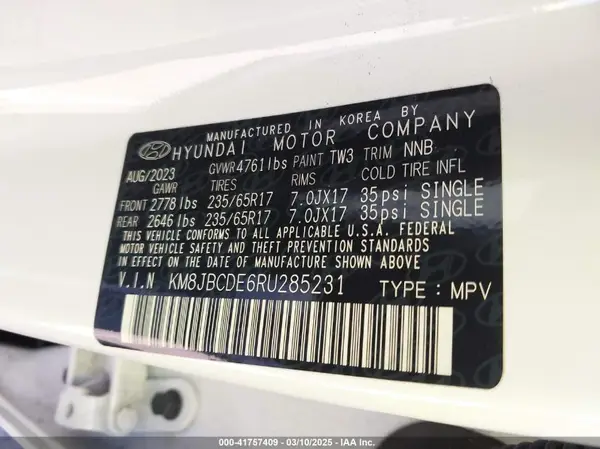 MANUFACTURED IN KOREA BY
HYUNDAI MOTOR COMPANY
AUG/2023 GVWR 4761 lbs PAINT TW3 TRIM NNB
GAWR TIRES RIMS COLD TIRE INFL
FRONT 2778 lbs 235/65R17 7.0JX17 35psi SINGLE
REAR 2646 lbs 235/65R17 7.0JX17 35psi SINGLE
THIS VEHICLE CONFORMS TO ALL APPLICABLE U.S.A. FEDERAL
MOTOR VEHICLE SAFETY AND THEFT PREVENTION STANDARDS
IN EFFECT ON THE DATE OF MANUFACTURE SHOWN ABOVE.
V.I.N KM8JBCDE6RU285231 TYPE : MPV
000-41757409 - 03/10/2025 - IAA Inc.